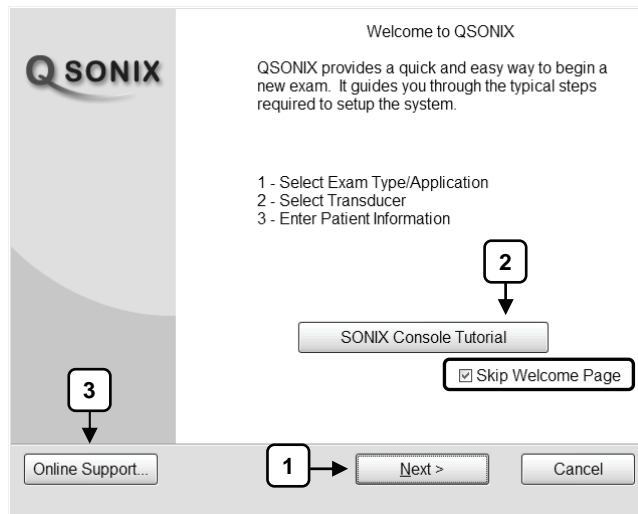 Q SONIX
Welcome to QSONIX
QSONIX provides a quick and easy way to begin a
new exam. It guides you through the typical steps
required to setup the system.
1 - Select Exam Type/Application
2 - Select Transducer
3 - Enter Patient Information
2
SONIX Console Tutorial
Skip Welcome Page
3
Online Support...
1
Next >
Cancel